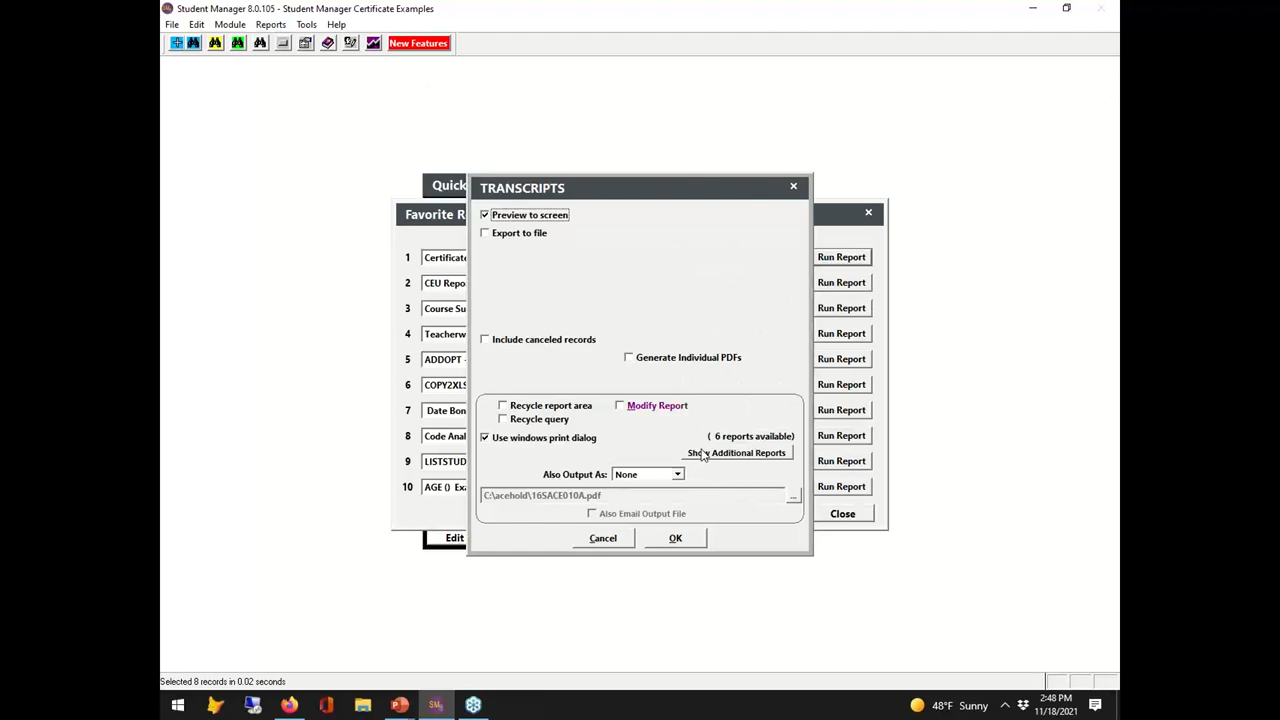 Student Manager 8.0.105 - Student Manager Certificate Examples
File Edit Module Reports Tools Help
New Features
Quick
TRANSCRIPTS
Favorite R
Preview to screen
Export to file
1 Certificate Run Report
2 CEU Repo Run Report
3 Course Su Run Report
4 Teacherw Run Report
Include canceled records
Generate Individual PDFs
5 ADDOPT - Run Report
6 COPY2XLS Run Report
7 Date Bon Run Report
Recycle report area Modify Report
Recycle query
8 Code Anal Run Report
Use windows print dialog ( 6 reports available)
Show Additional Reports
9 LISTSTUD Run Report
Also Output As: None
10 AGE () Exa Run Report
C:\acehold\16SACE010A.pdf ...
Also Email Output File
Close
Edit
Cancel OK
Selected 8 records in 0.02 seconds
48°F Sunny
2:48 PM
11/18/2021